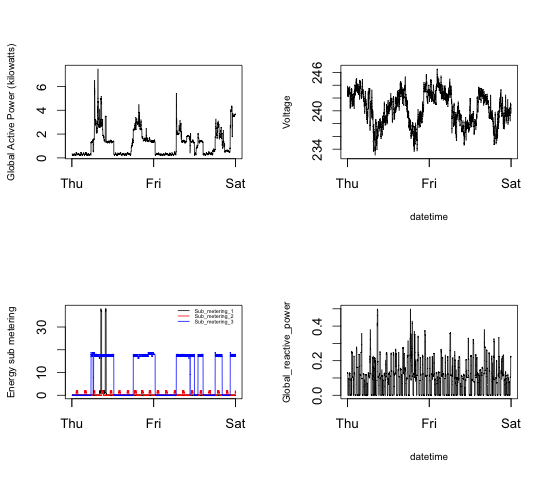 Global Active Power (kilowatts)
0 2 4 6
Thu Fri Sat
Voltage
234 240 246
Thu Fri Sat
datetime
Energy sub metering
0 10 30
Thu Fri Sat
Sub_metering_1
Sub_metering_2
Sub_metering_3
Global_reactive_power
0.0 0.2 0.4
Thu Fri Sat
datetime